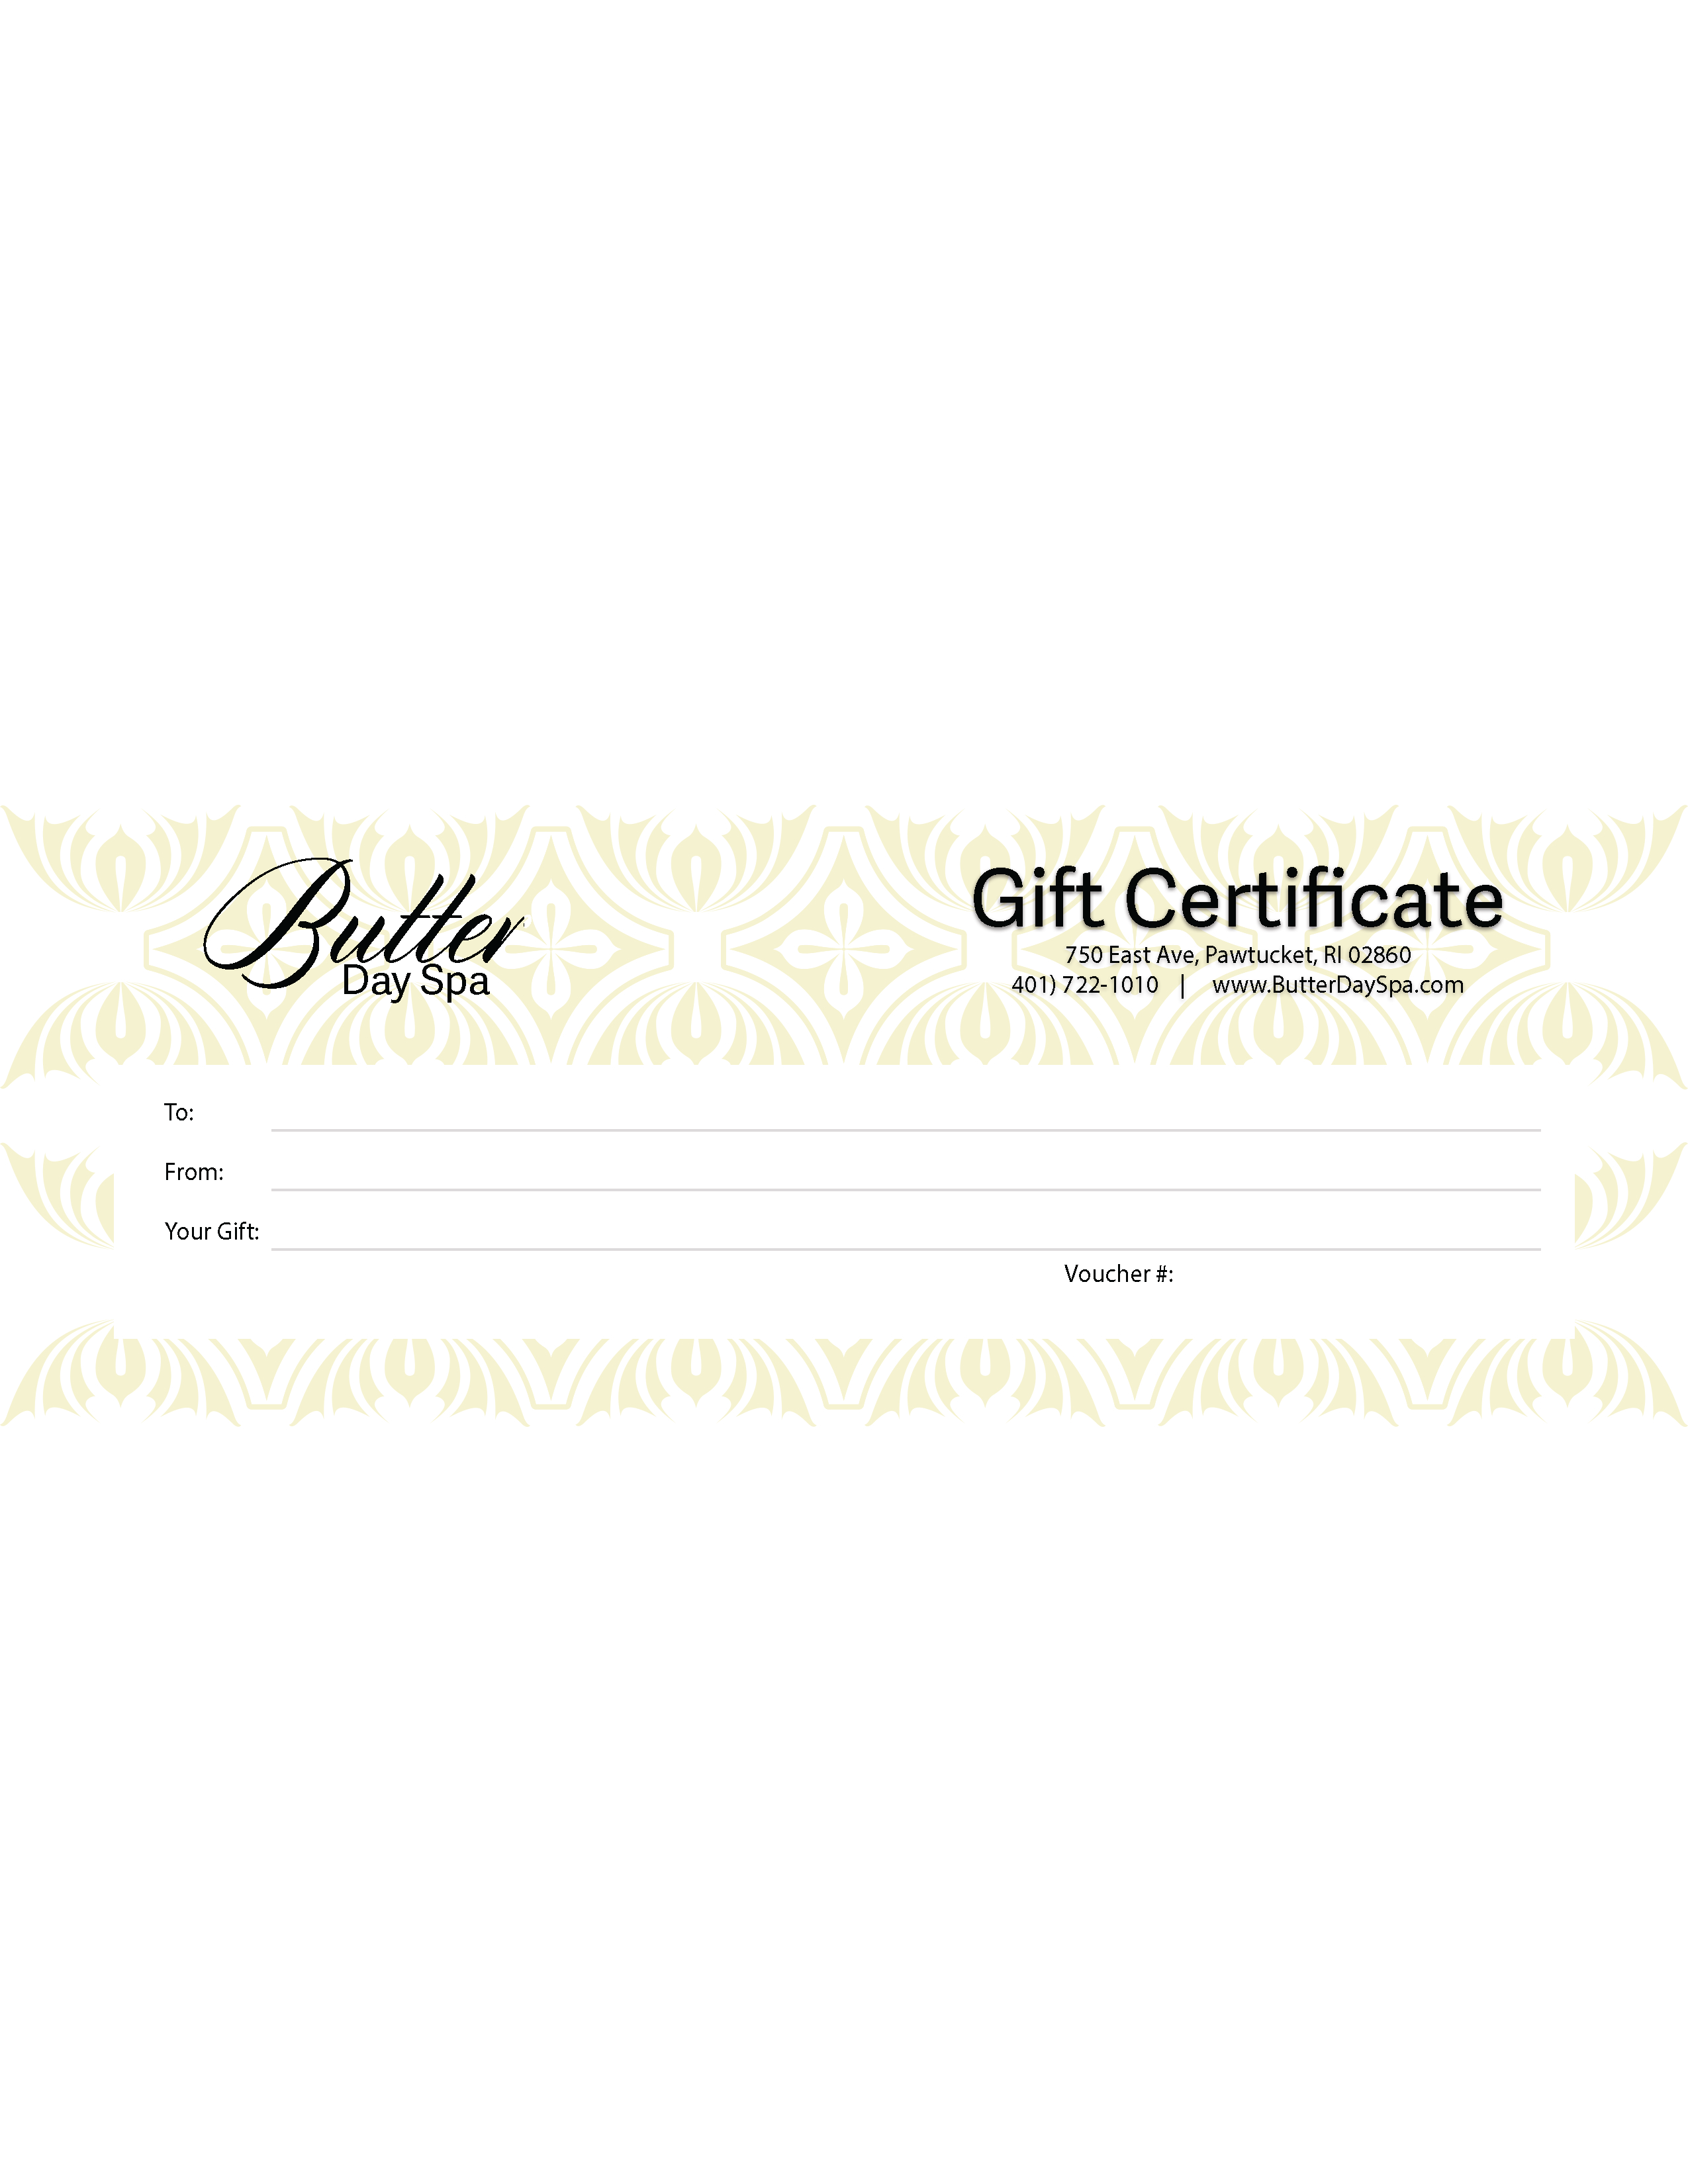 Butter
Day Spa
Gift Certificate
750 East Ave, Pawtucket, RI 02860
401) 722-1010 | www.ButterDaySpa.com
To:
From:
Your Gift:
Voucher #: